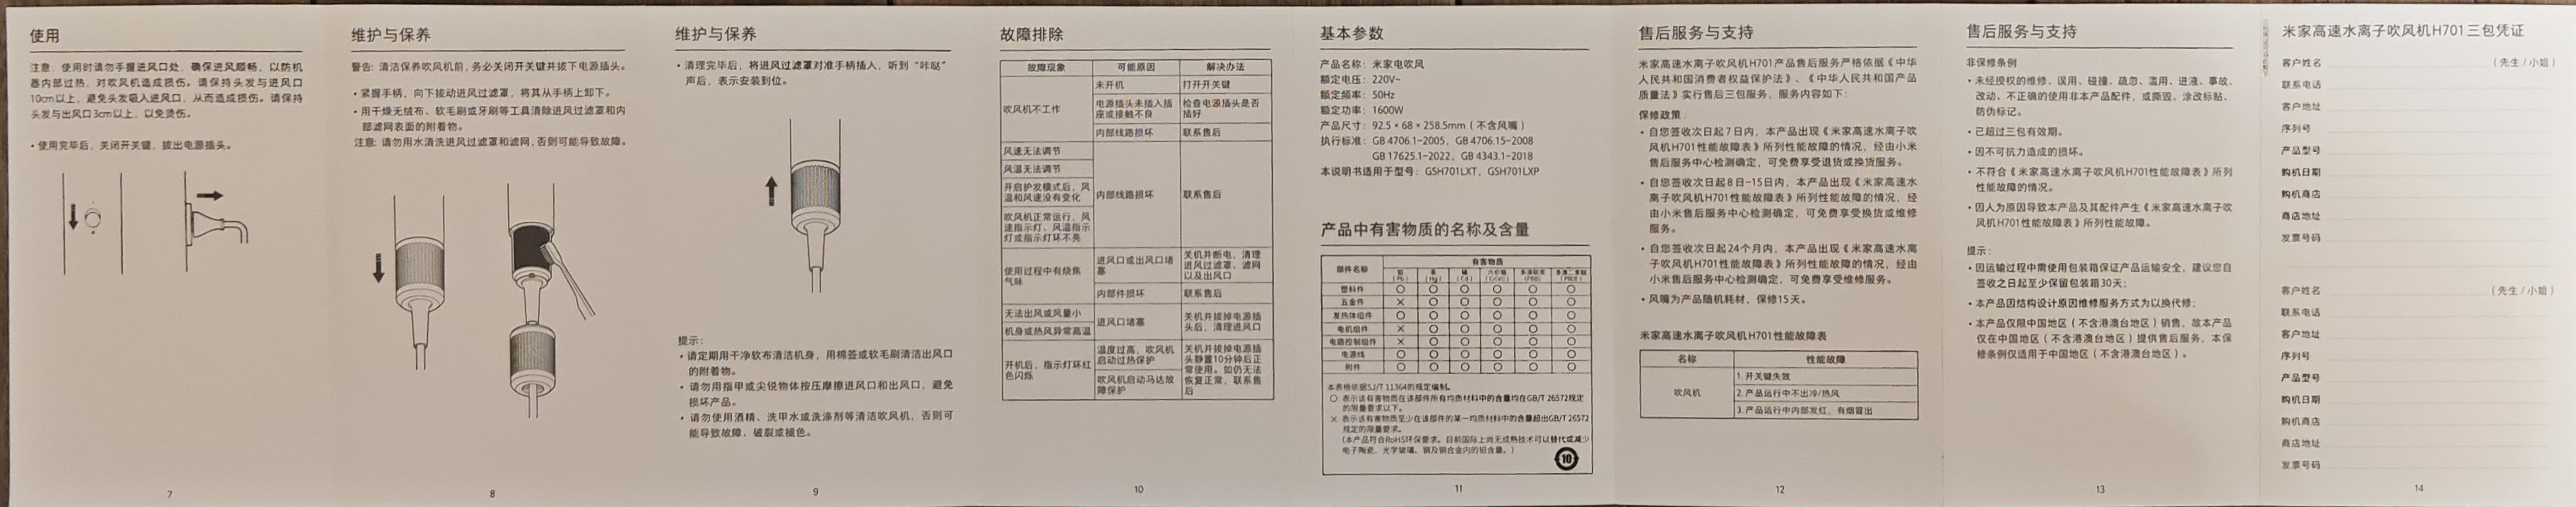 使用
注意：使用时请勿手握进风口处，确保进风顺畅，以防机
器内部过热，对吹风机造成损伤。请保持头发与进风口
10cm以上，避免头发吸入进风口，从而造成损伤。请保持
头发与出风口3cm以上，以免烫伤。
• 使用完毕后，关闭开关键，拔出电源插头。
7
维护与保养
警告: 清洁保养吹风机前, 务必关闭开关键并拔下电源插头。
• 紧握手柄，向下拔动进风过滤罩，将其从手柄上卸下。
• 用干燥无绒布、软毛刷或牙刷等工具清除进风过滤罩和内
部滤网表面的附着物。
注意: 请勿用水清洗进风过滤罩和滤网, 否则可能导致故障。
8
维护与保养
• 清理完毕后，将进风过滤罩对准手柄插入，听到“咔哒”
声后，表示安装到位。
提示:
• 请定期用干净软布清洁机身，用棉签或软毛刷清洁出风口
的附着物。
• 请勿用指甲或尖锐物体按压摩擦进风口和出风口，避免
损坏产品。
• 请勿使用酒精、洗甲水或洗涤剂等清洁吹风机，否则可
能导致故障、破裂或褪色。
9
故障排除
故障现象 可能原因 解决办法
吹风机不工作 未开机 打开开关键
电源插头未插入插
座或接触不良
检查电源插头是否
插好
内部线路损坏 联系售后
风速无法调节
风温无法调节
开启护发模式后，风
温和风速没有变化
内部线路损坏 联系售后
吹风机正常运行，风
速指示灯、风温指示
灯或指示灯环不亮
使用过程中有烧焦
气味
进风口或出风口堵
塞
关机并断电，清理
进风过滤罩、滤网
以及出风口
内部件损坏 联系售后
无法出风或风量小
机身或热风异常高温
进风口堵塞
关机并拔掉电源插
头后，清理进风口
开机后，指示灯环红
色闪烁
温度过高，吹风机
启动过热保护
吹风机启动马达故
障保护
关机并拔掉电源插
头静置10分钟后正
常使用。如仍无法
恢复正常，联系售
后
10
基本参数
产品名称： 米家电吹风
额定电压： 220V~
额定频率： 50Hz
额定功率： 1600W
产品尺寸： 92.5 × 68 × 258.5mm（不含风嘴）
执行标准： GB 4706.1-2005，GB 4706.15-2008
GB 17625.1-2022，GB 4343.1-2018
本说明书适用于型号： GSH701LXT，GSH701LXP
产品中有害物质的名称及含量
部件名称 有害物质
铅 (Pb) 汞 (Hg) 镉 (Cd) 六价铬 (Cr(VI)) 多溴联苯 (PBB) 多溴二苯醚 (PBDE)
塑料件 ○ ○ ○ ○ ○ ○
五金件 × ○ ○ ○ ○ ○
发热体组件 ○ ○ ○ ○ ○ ○
电机组件 × ○ ○ ○ ○ ○
电路控制组件 × ○ ○ ○ ○ ○
电源线 ○ ○ ○ ○ ○ ○
附件 ○ ○ ○ ○ ○ ○
本表格依据SJ/T 11364的规定编制。
○ 表示该有害物质在该部件所有均质材料中的含量均在GB/T 26572规定
的限量要求以下。
× 表示该有害物质至少在该部件的某一均质材料中的含量超出GB/T 26572
规定的限量要求。
（本产品符合RoHS环保要求。目前国际上尚无成熟技术可以替代或减少
电子陶瓷、光学玻璃、钢及铜合金内的铅含量。）
10
11
售后服务与支持
米家高速水离子吹风机H701产品售后服务严格依据《中华
人民共和国消费者权益保护法》、《中华人民共和国产品
质量法》实行售后三包服务，服务内容如下：
保修政策：
• 自您签收次日起7日内，本产品出现《米家高速水离子吹
风机H701性能故障表》所列性能故障的情况，经由小米
售后服务中心检测确定，可免费享受退货或换货服务。
• 自您签收次日起8日-15日内，本产品出现《米家高速水
离子吹风机H701性能故障表》所列性能故障的情况，经
由小米售后服务中心检测确定，可免费享受换货或维修
服务。
• 自您签收次日起24个月内，本产品出现《米家高速水离
子吹风机H701性能故障表》所列性能故障的情况，经由
小米售后服务中心检测确定，可免费享受维修服务。
• 风嘴为产品随机耗材，保修15天。
米家高速水离子吹风机H701性能故障表
名称 性能故障
吹风机 1. 开关键失效
2. 产品运行中不出冷/热风
3. 产品运行中内部发红，有烟冒出
12
售后服务与支持
非保修条例
• 未经授权的维修、误用、碰撞、疏忽、滥用、进液、事故、
改动、不正确的使用非本产品配件，或撕毁、涂改标贴、
防伪标记。
• 已超过三包有效期。
• 因不可抗力造成的损坏。
• 不符合《米家高速水离子吹风机H701性能故障表》所列
性能故障的情况。
• 因人为原因导致本产品及其配件产生《米家高速水离子吹
风机H701性能故障表》所列性能故障。
提示：
• 因运输过程中需使用包装箱保证产品运输安全，建议您自
签收之日起至少保留包装箱30天；
• 本产品因结构设计原因维修服务方式为以换代修；
• 本产品仅限中国地区（不含港澳台地区）销售，故本产品
仅在中国地区（不含港澳台地区）提供售后服务，本保
修条例仅适用于中国地区（不含港澳台地区）。
13
米家高速水离子吹风机H701三包凭证
客户姓名 （先生 / 小姐）
联系电话
客户地址
序列号
产品型号
购机日期
购机商店
商店地址
发票号码
客户姓名 （先生 / 小姐）
联系电话
客户地址
序列号
产品型号
购机日期
购机商店
商店地址
发票号码
14